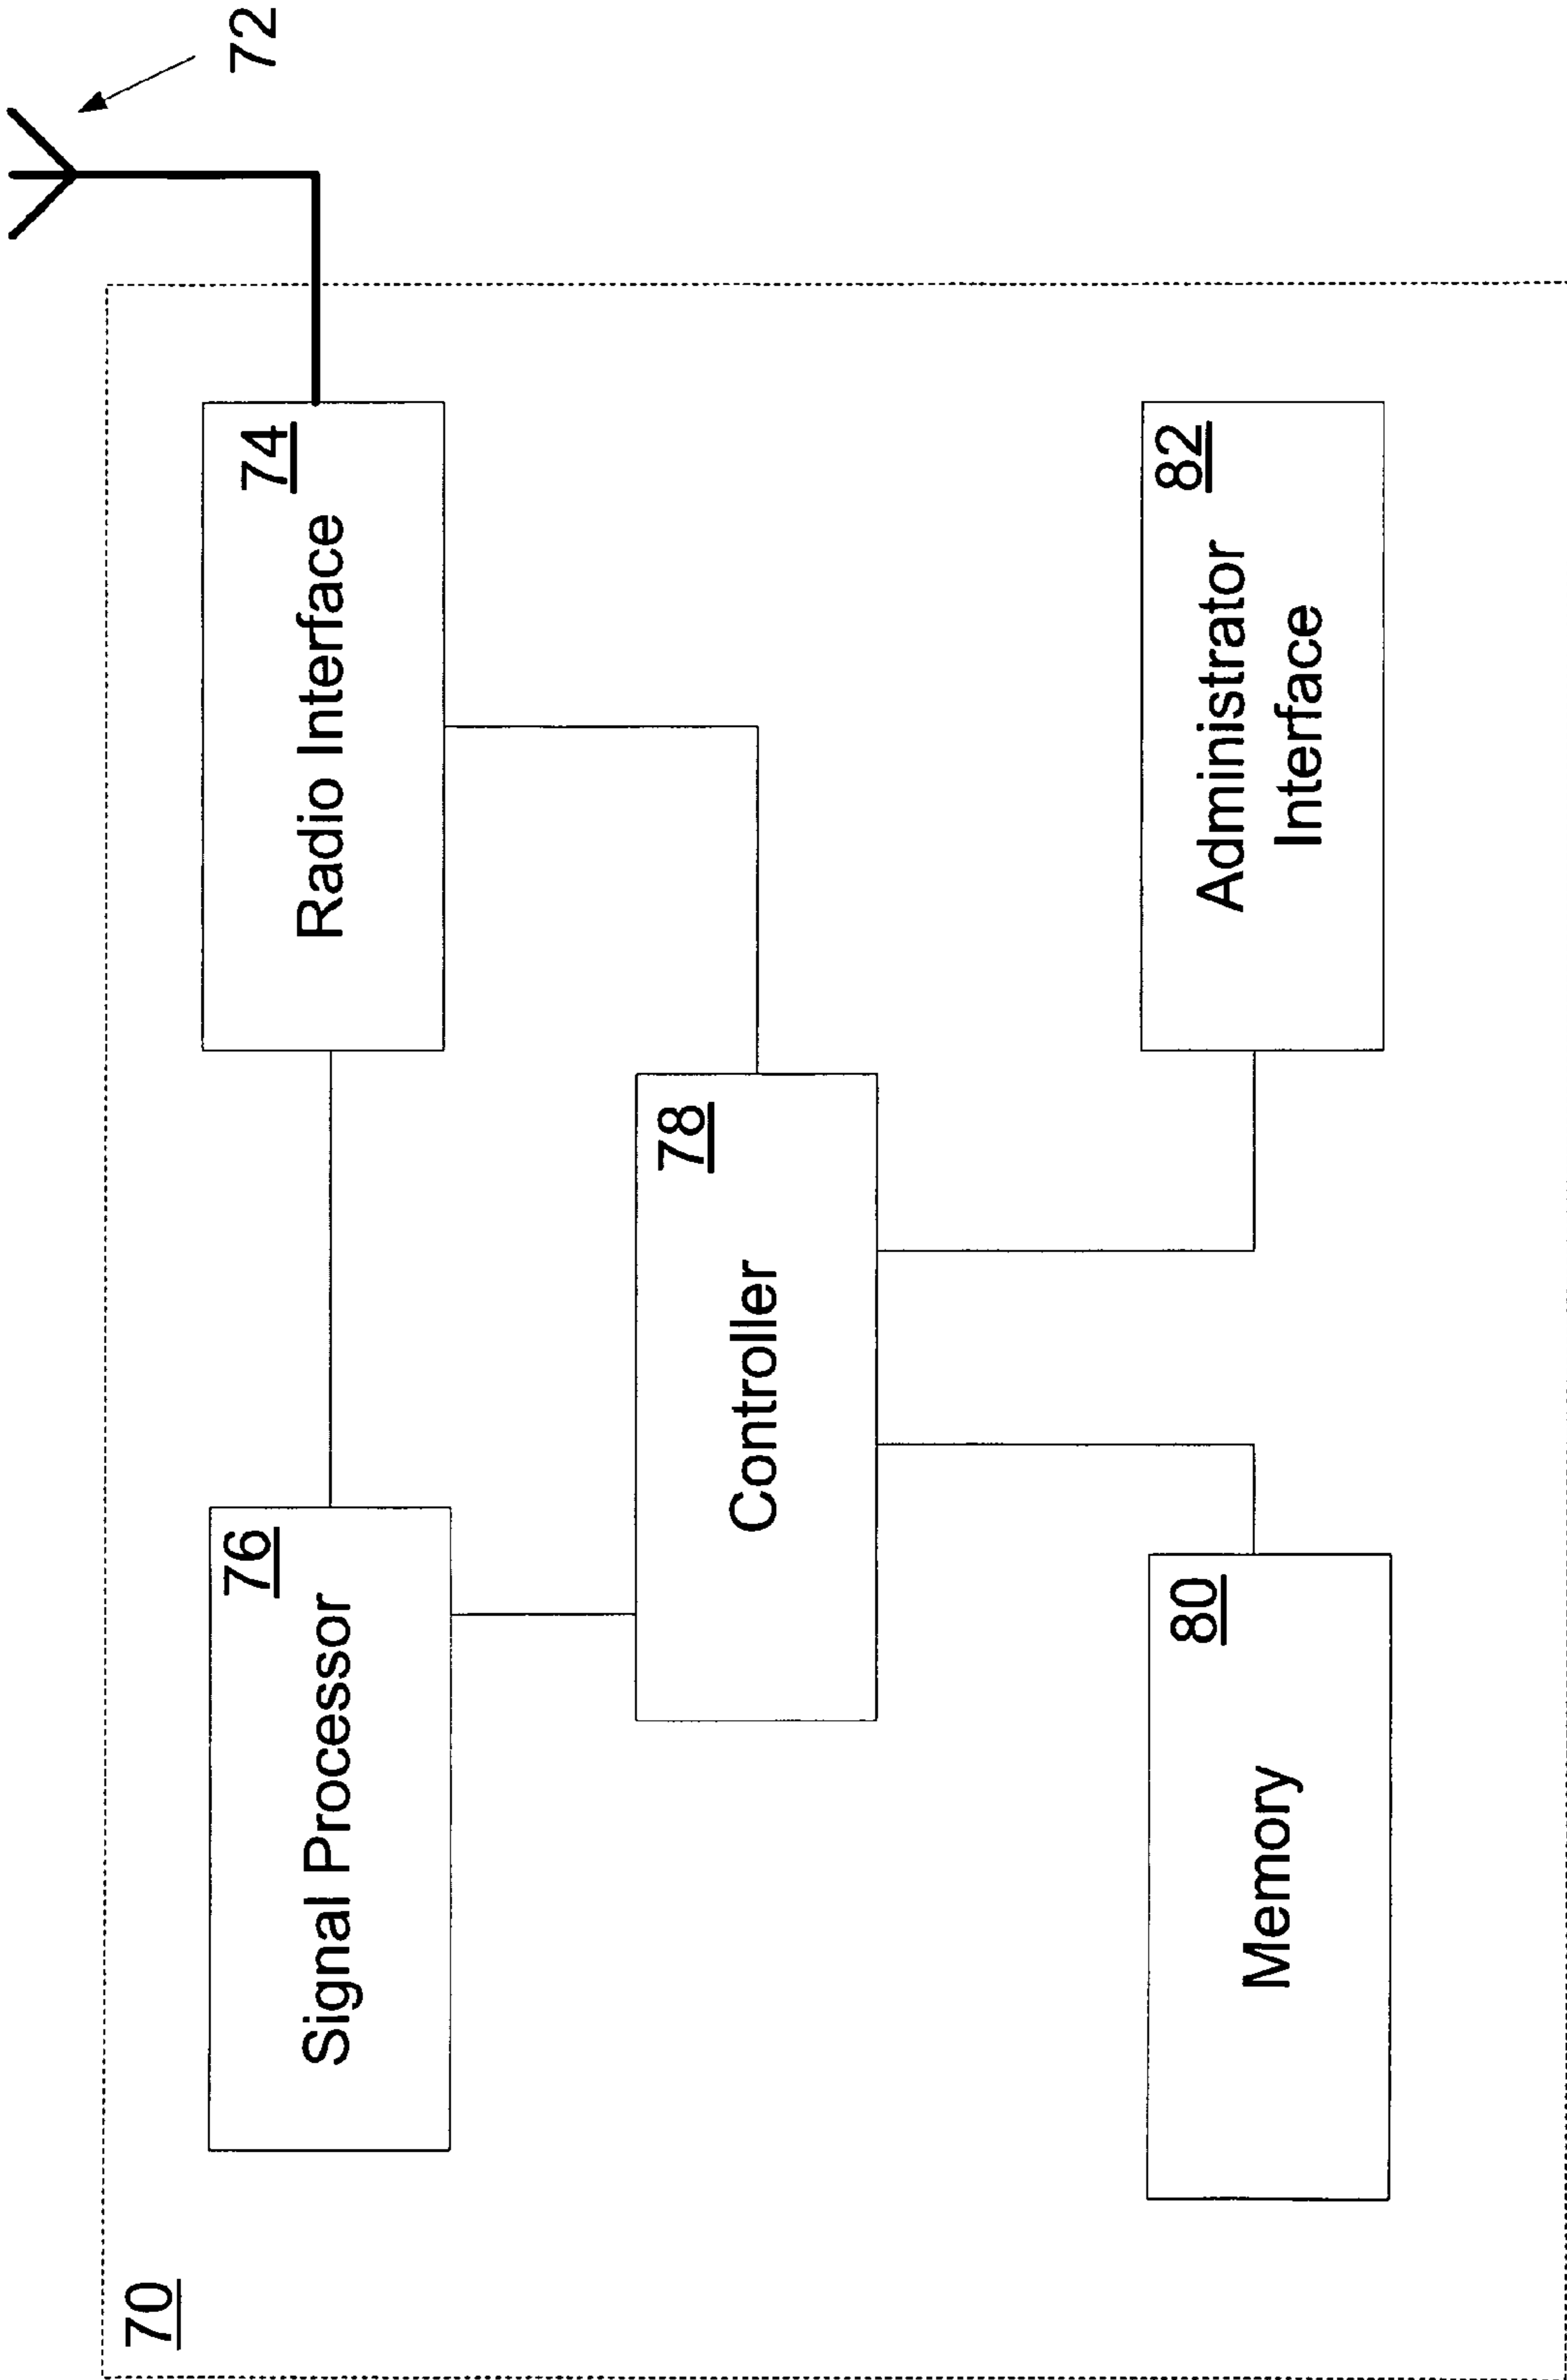 70
72
76
Signal Processor
74
Radio Interface
78
Controller
80
Memory
82
Administrator
Interface